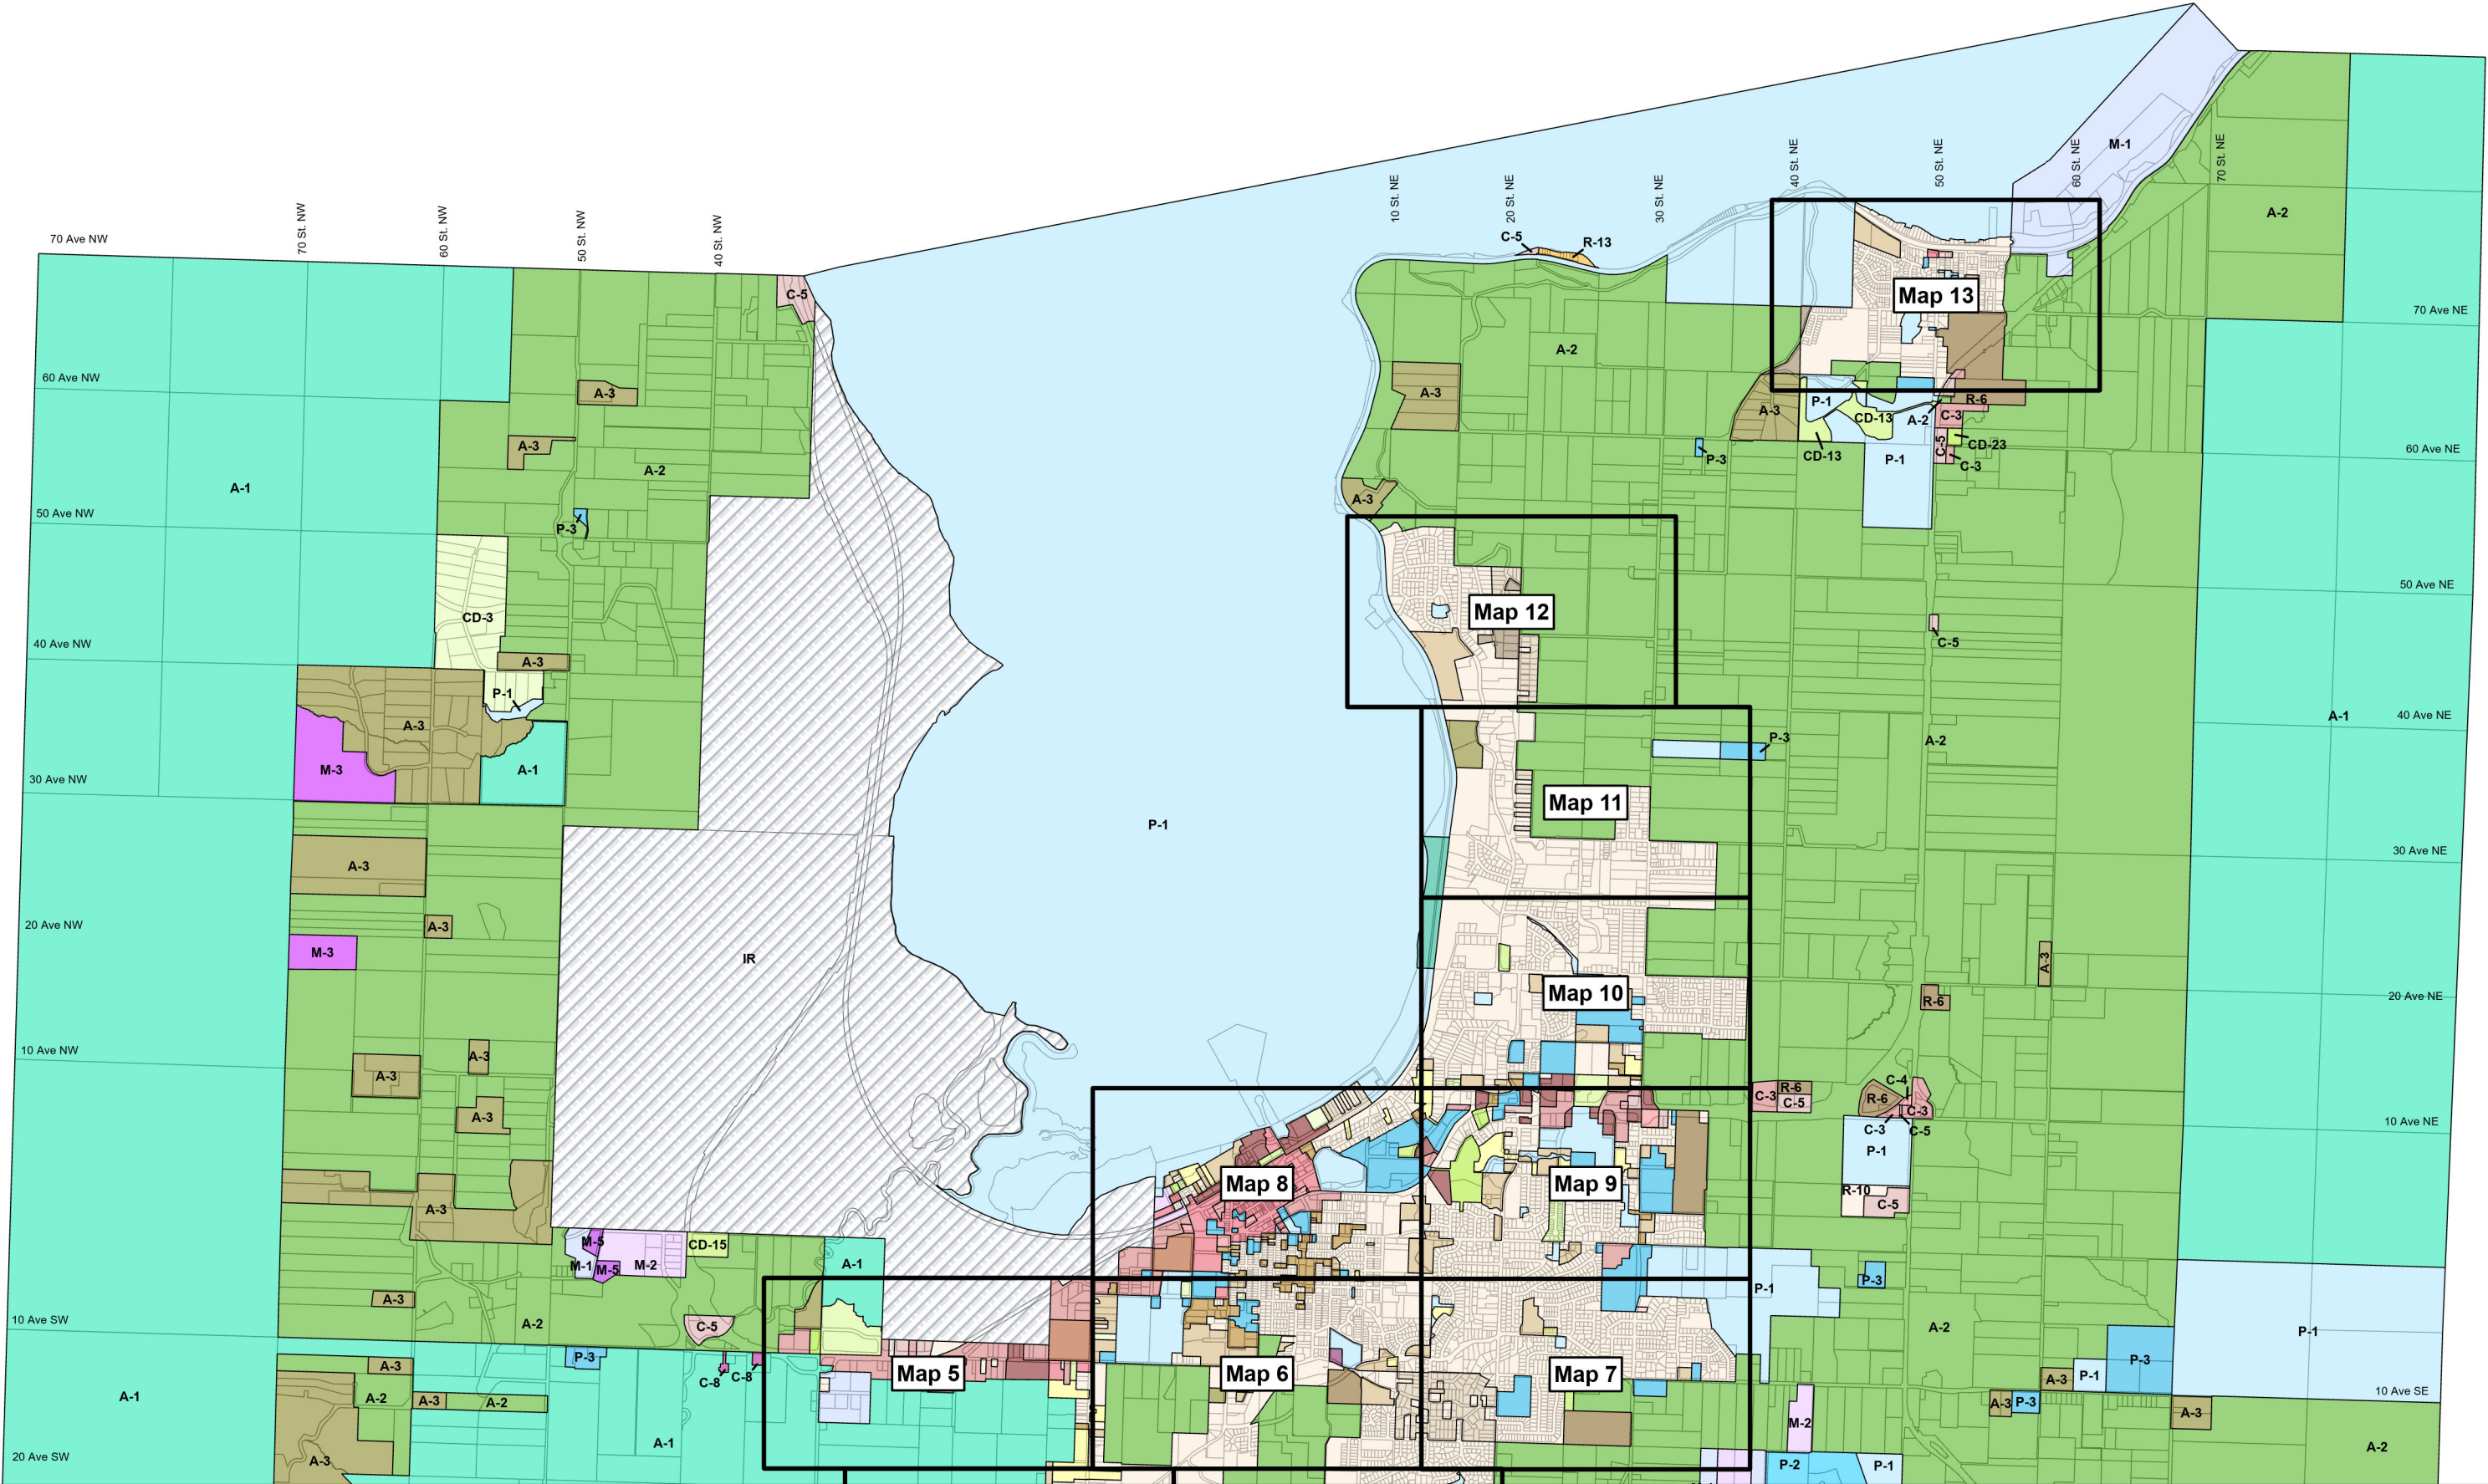 70 Ave NW
70 St. NW
60 St. NW
50 St. NW
40 St. NW
10 St. NE
20 St. NE
30 St. NE
40 St. NE
50 St. NE
60 St. NE
70 St. NE
M-1
A-2
C-5
R-13
C-5
Map 13
70 Ave NE
60 Ave NW
A-3
A-2
A-3
A-3
P-1
CD-13
A-2
R-6
C-3
C-5
CD-23
C-3
60 Ave NE
A-3
A-2
P-3
CD-13
P-1
A-1
50 Ave NW
P-3
A-3
Map 12
50 Ave NE
CD-3
40 Ave NW
A-3
C-5
P-1
A-3
A-1
40 Ave NE
P-3
A-2
M-3
A-1
30 Ave NW
Map 11
P-1
30 Ave NE
A-3
20 Ave NW
A-3
M-3
IR
A-3
Map 10
R-6
20 Ave NE
10 Ave NW
A-3
A-3
A-3
C-3
R-6
C-5
C-4
R-6
C-3
C-3
C-5
10 Ave NE
P-1
Map 8
Map 9
R-10
C-5
A-3
M-5
M-1
M-5
M-2
CD-15
A-1
P-3
P-1
A-3
10 Ave SW
A-2
C-5
A-2
P-1
P-3
A-3
C-8
C-8
Map 5
Map 6
Map 7
A-3
P-1
P-3
10 Ave SE
A-1
A-2
A-3
A-2
A-3
P-3
A-3
M-2
A-1
A-2
20 Ave SW
A-3
P-2
P-1